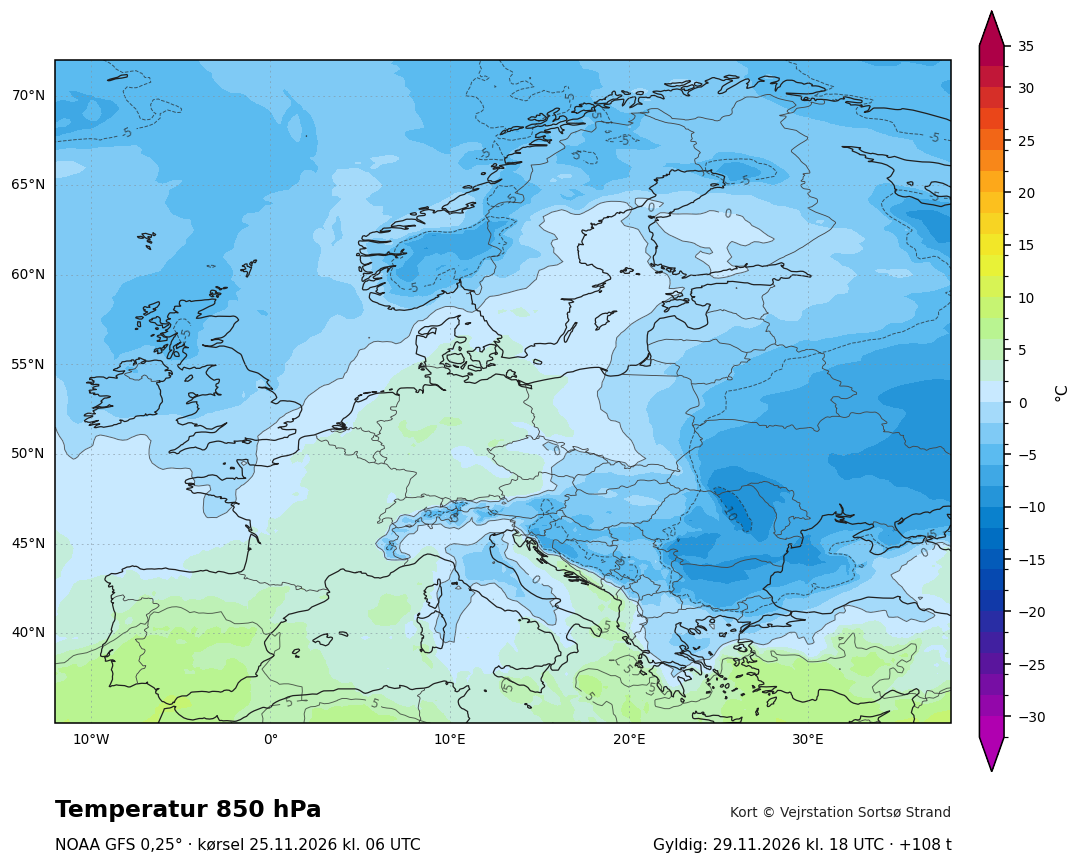 70°N
65°N
60°N
55°N
50°N
45°N
40°N
10°W
0°
10°E
20°E
30°E
35
30
25
20
15
10
5
0
−5
−10
−15
−20
−25
−30
°C
Temperatur 850 hPa
Kort © Vejrstation Sortsø Strand
NOAA GFS 0,25° · kørsel 25.11.2026 kl. 06 UTC
Gyldig: 29.11.2026 kl. 18 UTC · +108 t